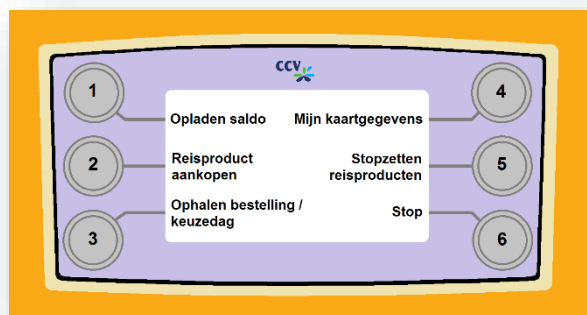 ccv
1
Opladen saldo
Mijn kaartgegevens
4
2
Reisproduct
aankopen
Stopzetten
reisproducten
5
3
Ophalen bestelling /
keuzedag
Stop
6